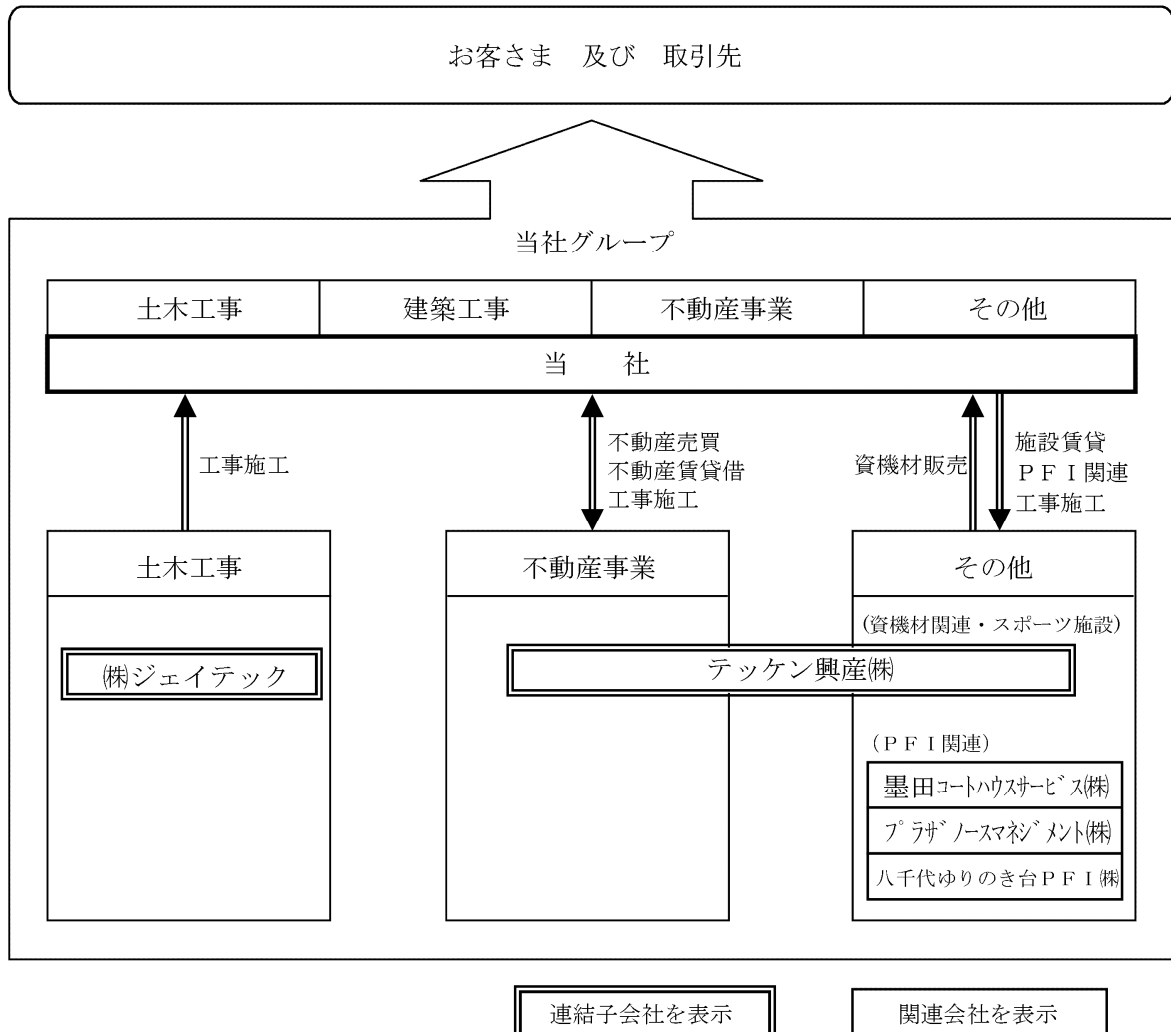 お客さま　及び　取引先
当社グループ
土木工事
建築工事
不動産事業
その他
当　　社
工事施工
不動産売買
不動産賃貸借
工事施工
資機材販売
施設賃貸
ＰＦＩ関連
工事施工
土木工事
不動産事業
その他
(資機材関連・スポーツ施設)
㈱ジェイテック
テッケン興産㈱
(ＰＦＩ関連)
墨田ｺｰﾄﾊｳｽｻｰﾋﾞｽ㈱
ﾌﾟﾗｻﾞﾉｰｽﾏﾈｼﾞﾒﾝﾄ㈱
八千代ゆりのき台ＰＦＩ㈱
連結子会社を表示
関連会社を表示